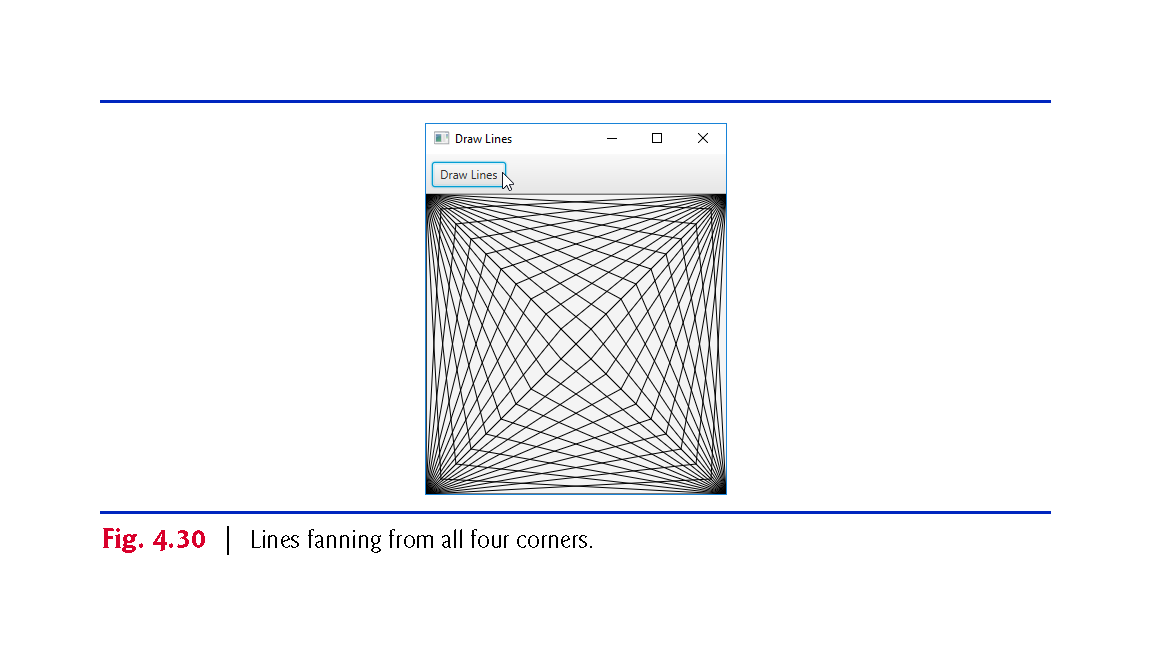 Draw Lines
Draw Lines
Fig. 4.30 | Lines fanning from all four corners.